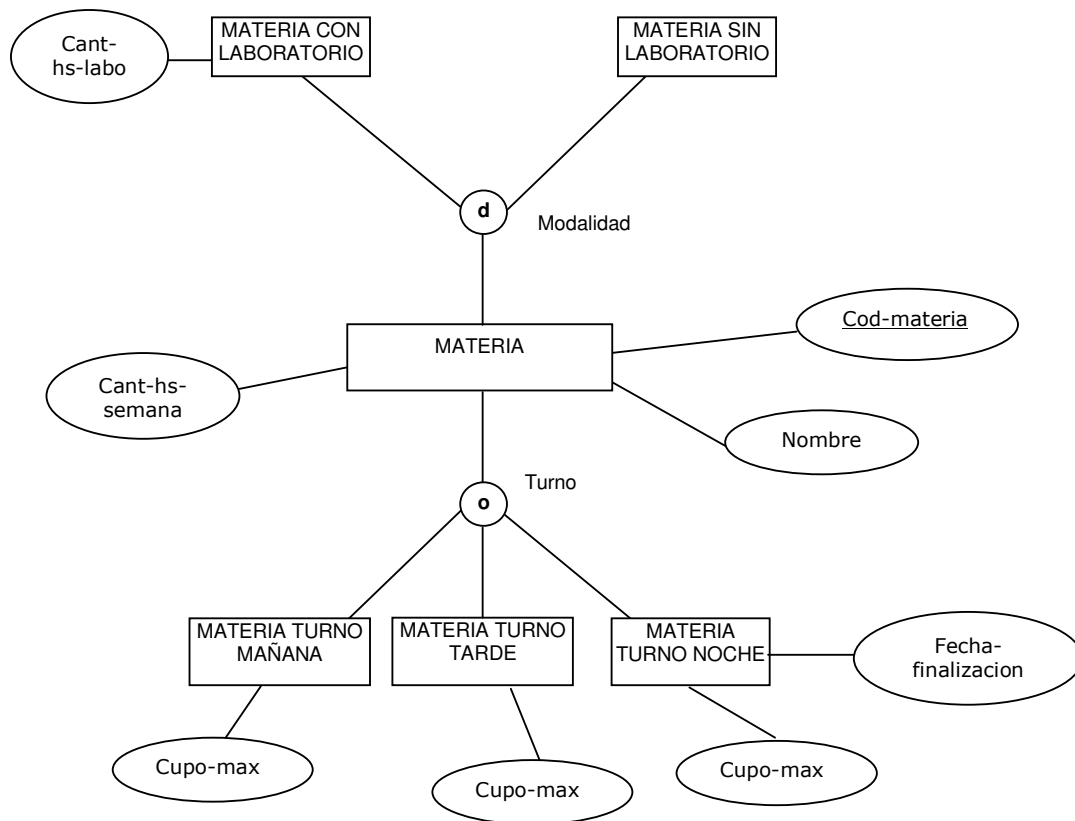 Cant-
hs-labo
MATERIA CON
LABORATORIO
MATERIA SIN
LABORATORIO
d
Modalidad
Cod-materia
MATERIA
Cant-hs-
semana
Nombre
Turno
o
MATERIA TURNO
MAÑANA
MATERIA TURNO
TARDE
MATERIA
TURNO NOCHE
Fecha-
finalizacion
Cupo-max
Cupo-max
Cupo-max